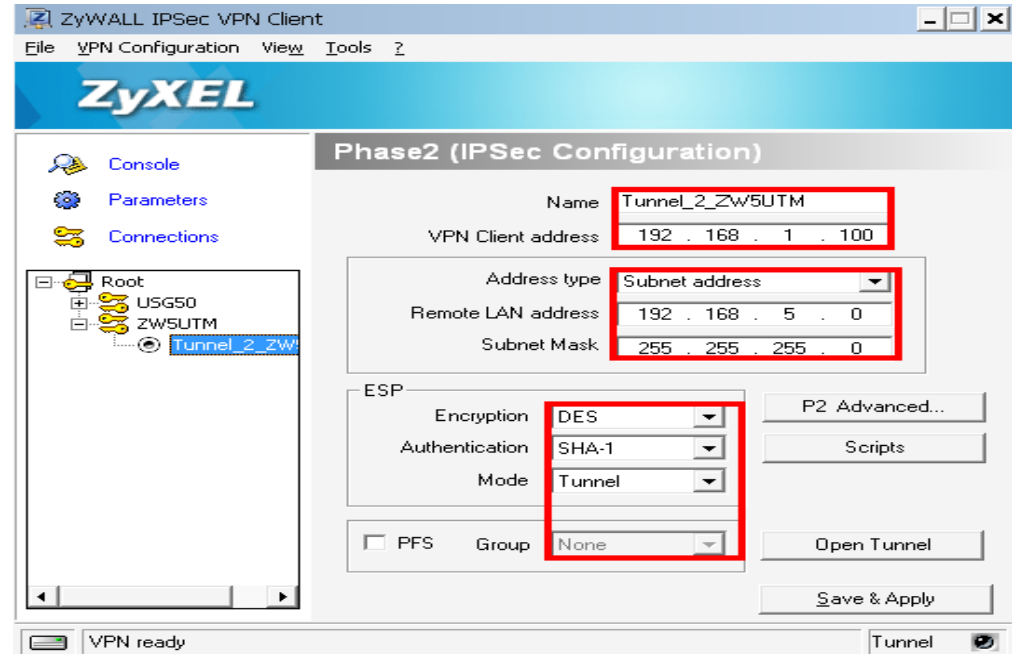 ZyWALL IPSec VPN Client
File VPN Configuration View Tools ?
ZyXEL
Console
Parameters
Connections
Root
USG50
ZW5UTM
Tunnel_2_ZW
Phase2 (IPSec Configuration)
Name Tunnel_2_ZW5UTM
VPN Client address 192 . 168 . 1 . 100
Address type Subnet address
Remote LAN address 192 . 168 . 5 . 0
Subnet Mask 255 . 255 . 255 . 0
ESP
Encryption DES
Authentication SHA-1
Mode Tunnel
PFS Group None
P2 Advanced...
Scripts
Open Tunnel
Save & Apply
VPN ready Tunnel